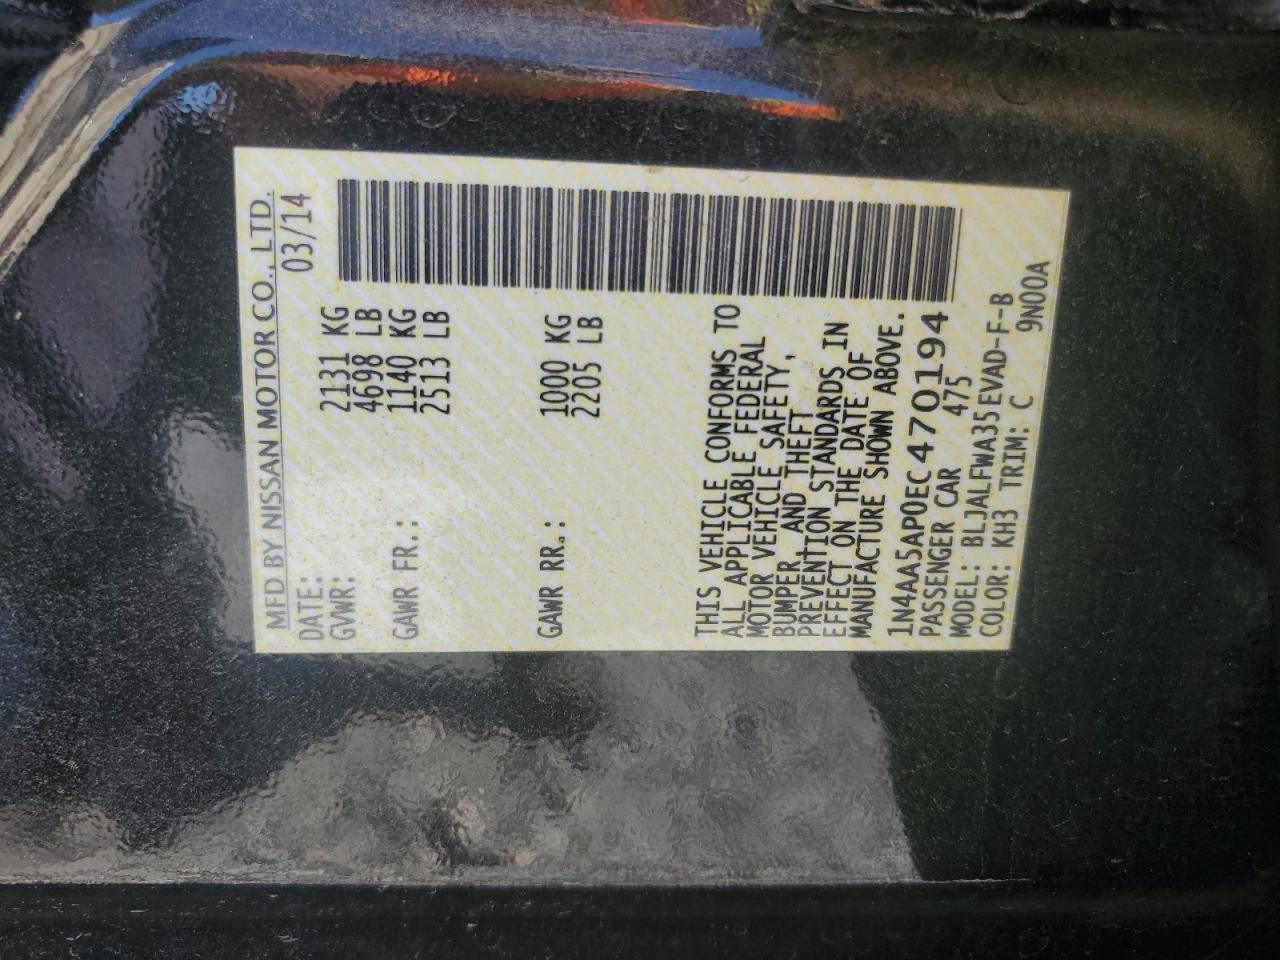 MFD BY NISSAN MOTOR CO., LTD.
DATE: 03/14
GVWR: 2131 KG
4698 LB
GAWR FR.: 1140 KG
2513 LB
GAWR RR.: 1000 KG
2205 LB
THIS VEHICLE CONFORMS TO
ALL APPLICABLE FEDERAL
MOTOR VEHICLE SAFETY,
BUMPER AND THEFT
PREVENTION STANDARDS IN
EFFECT ON THE DATE OF
MANUFACTURE SHOWN ABOVE.
1N4AA5AP0EC470194
PASSENGER CAR 475
MODEL: BLJALFWA35EVAD-F-B
COLOR: KH3 TRIM: C 9N00A